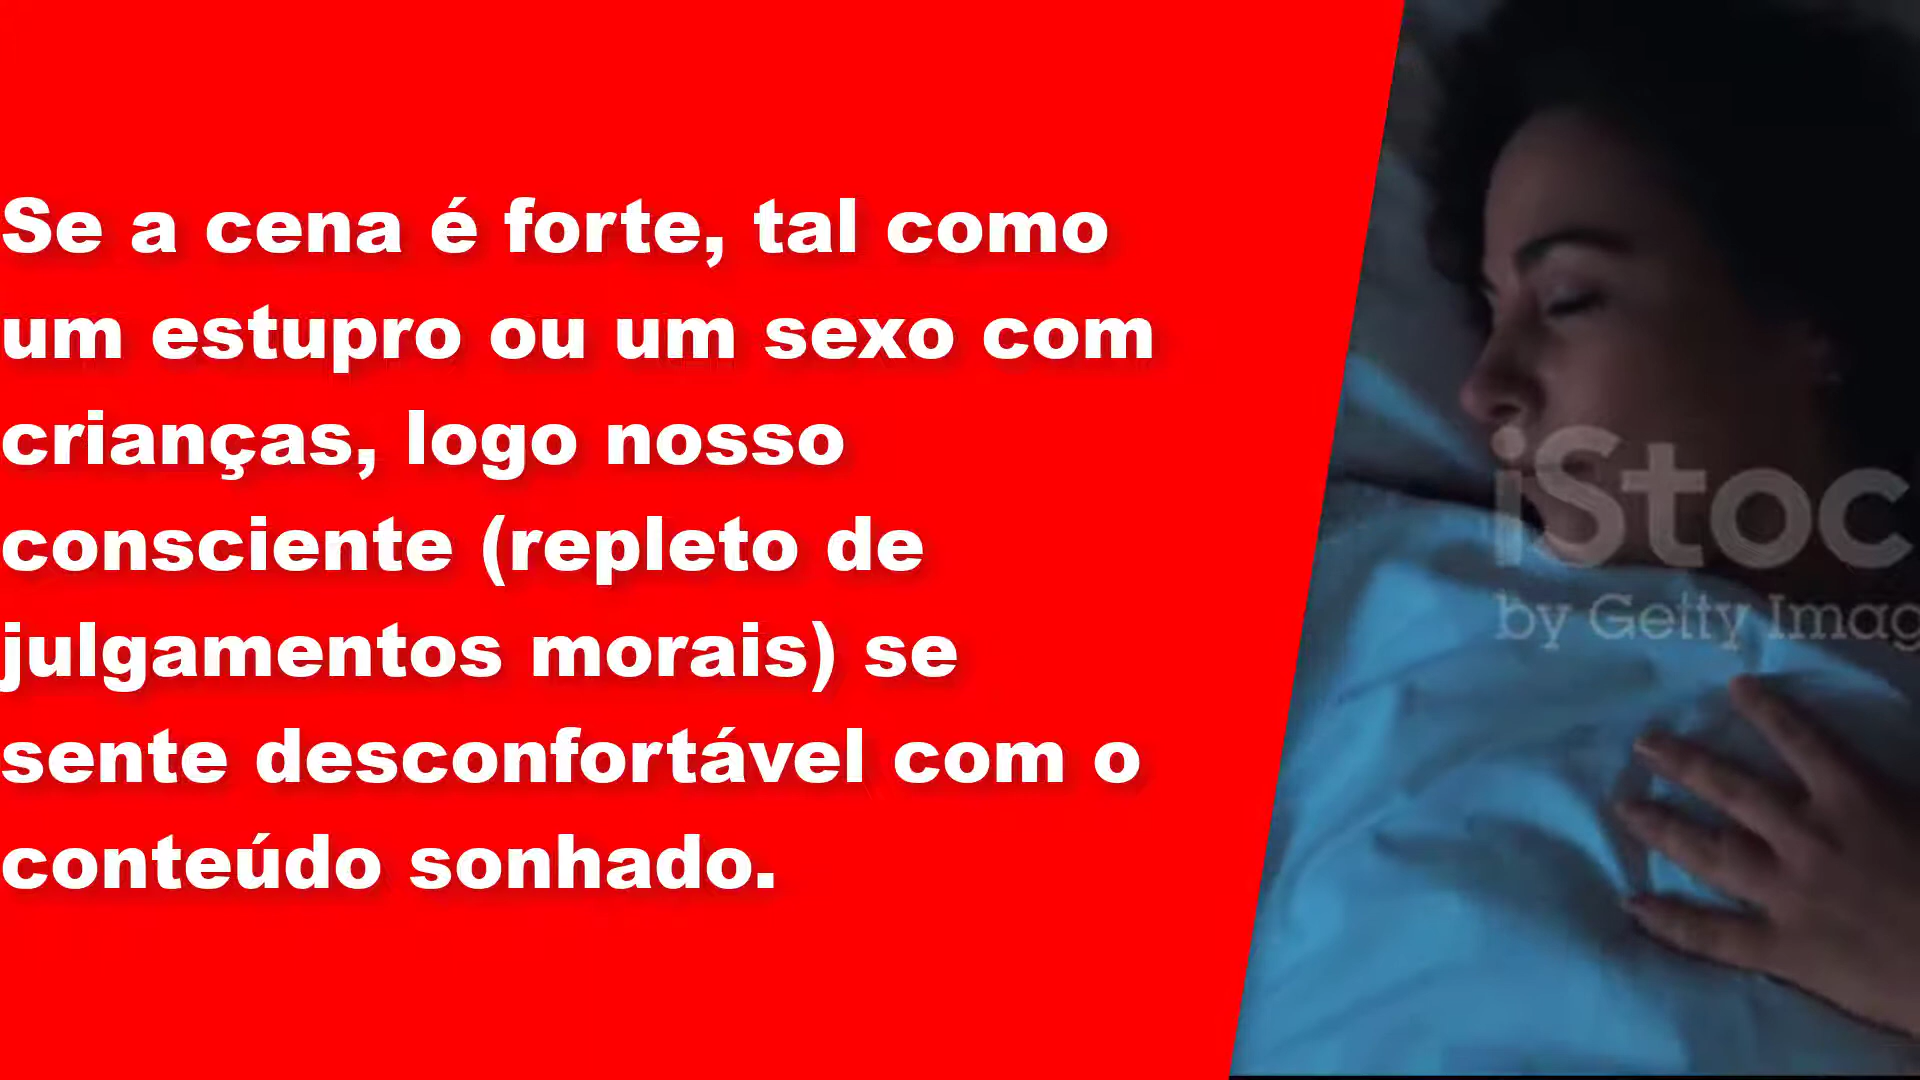 Se a cena é forte, tal como
um estupro ou um sexo com
crianças, logo nosso
consciente (repleto de
julgamentos morais) se
sente desconfortável com o
conteúdo sonhado.
iStoc
by Getty Imag